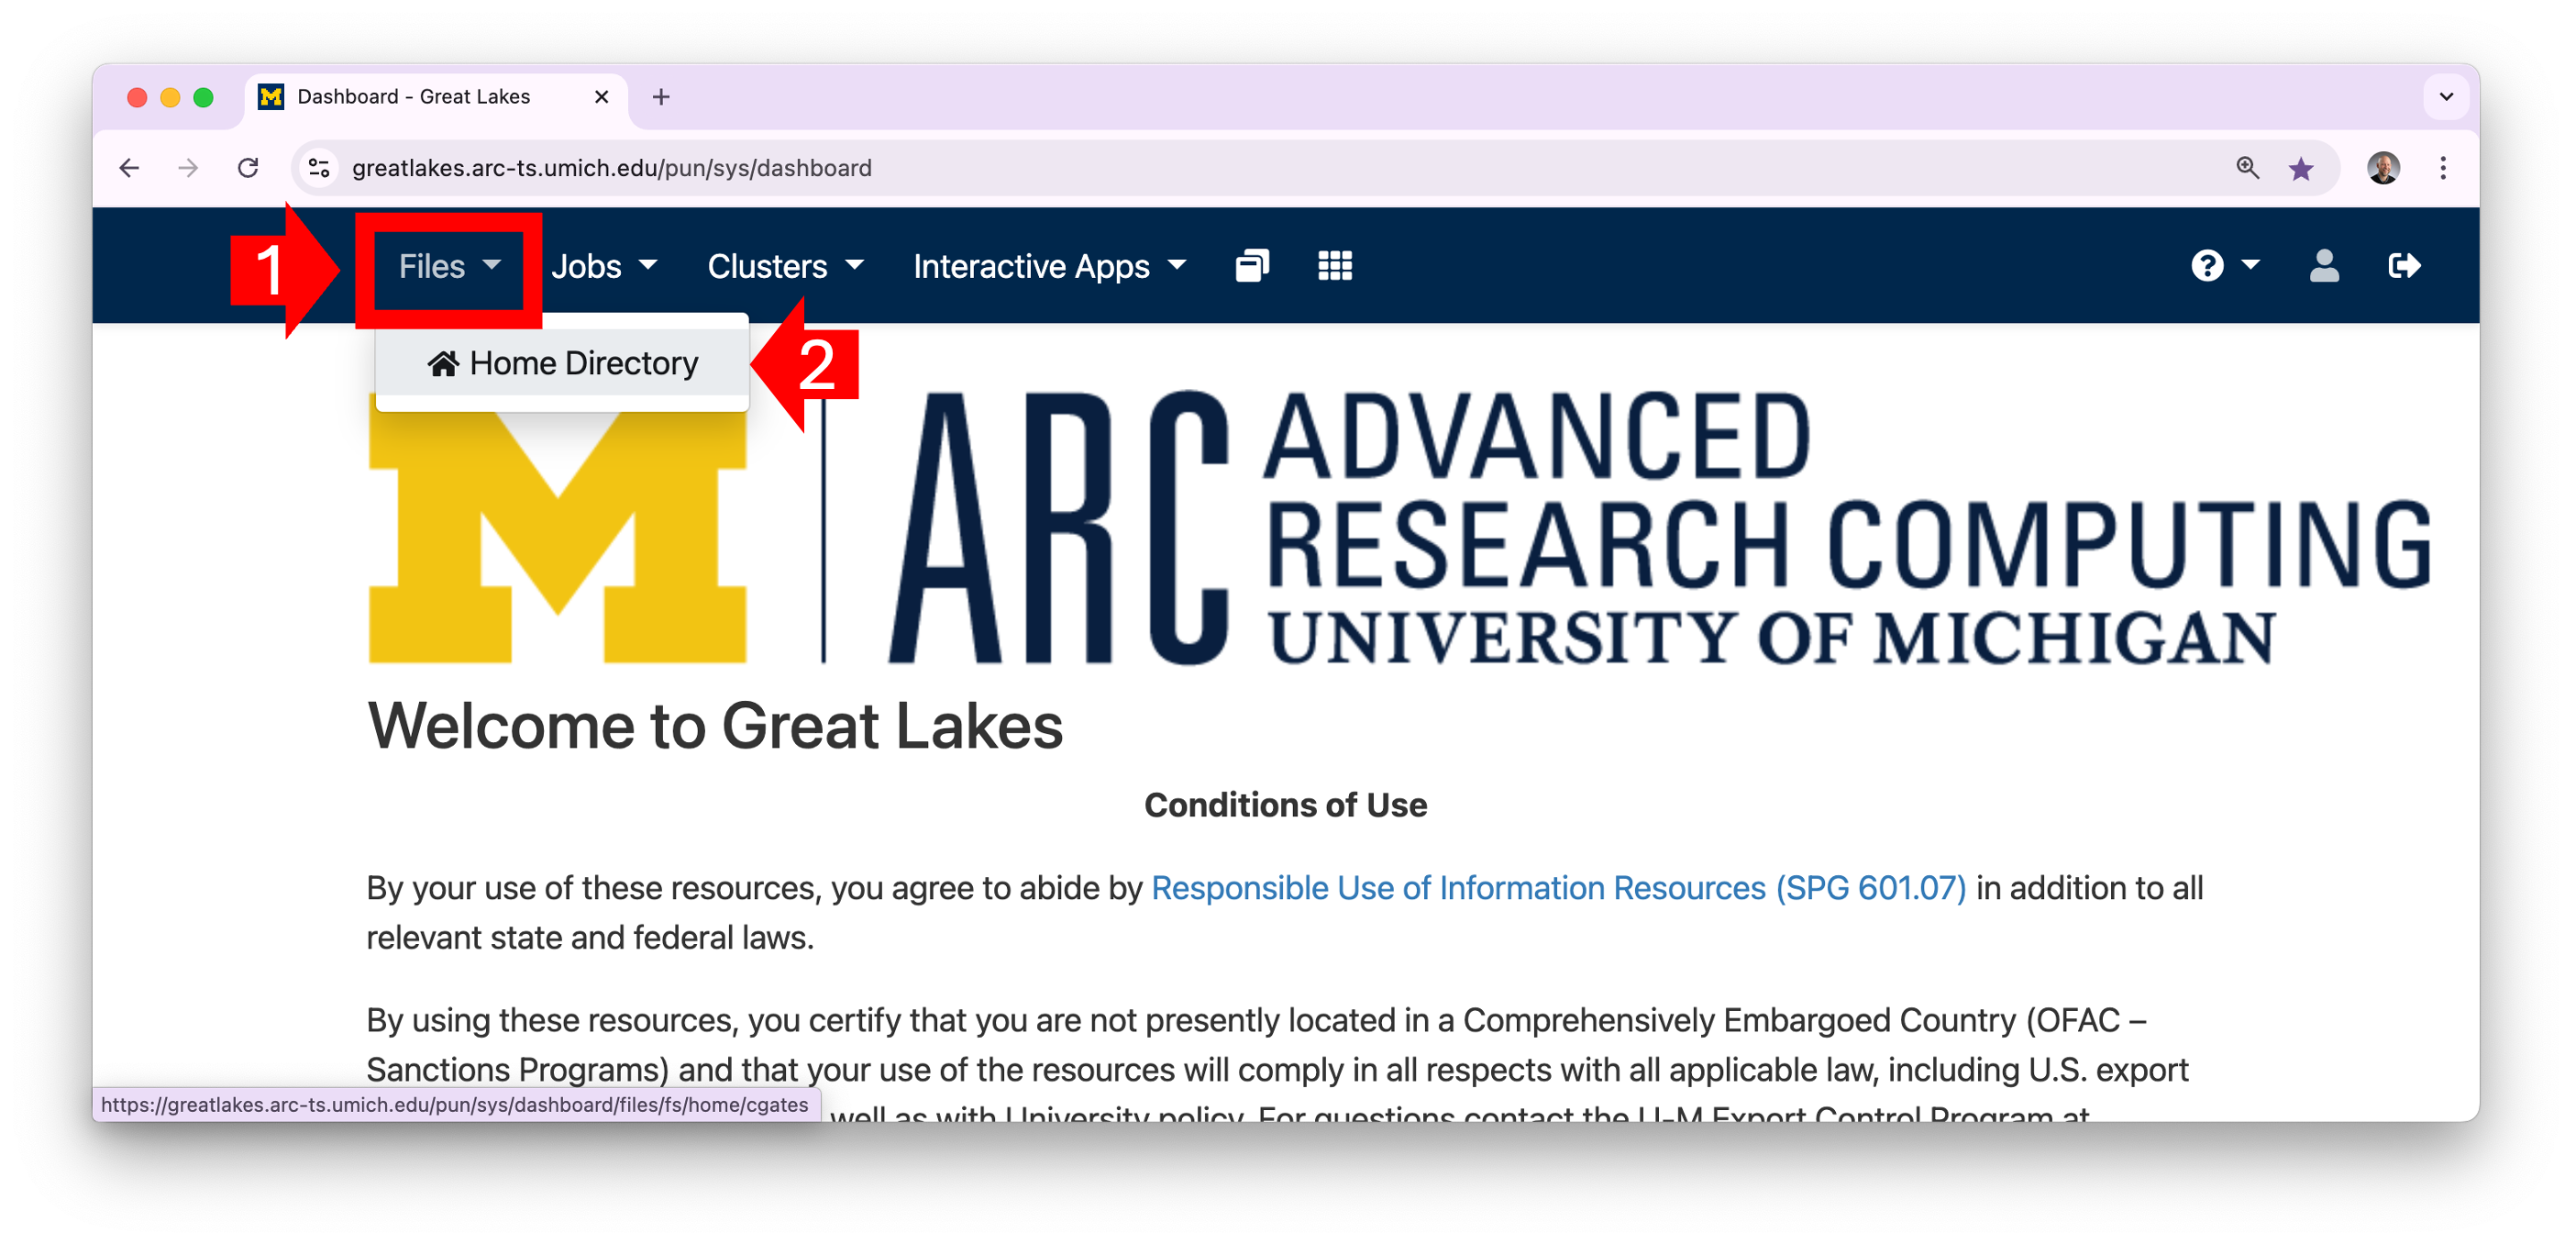 Dashboard - Great Lakes
greatlakes.arc-ts.umich.edu/pun/sys/dashboard
1 Files Jobs Clusters Interactive Apps
Home Directory 2
M ARC ADVANCED
RESEARCH COMPUTING
UNIVERSITY OF MICHIGAN
Welcome to Great Lakes
Conditions of Use
By your use of these resources, you agree to abide by Responsible Use of Information Resources (SPG 601.07) in addition to all
relevant state and federal laws.
By using these resources, you certify that you are not presently located in a Comprehensively Embargoed Country (OFAC –
Sanctions Programs) and that your use of the resources will comply in all respects with all applicable law, including U.S. export
https://greatlakes.arc-ts.umich.edu/pun/sys/dashboard/files/fs/home/cgates
well as with University policy. For questions contact the U-M Export Control Program at